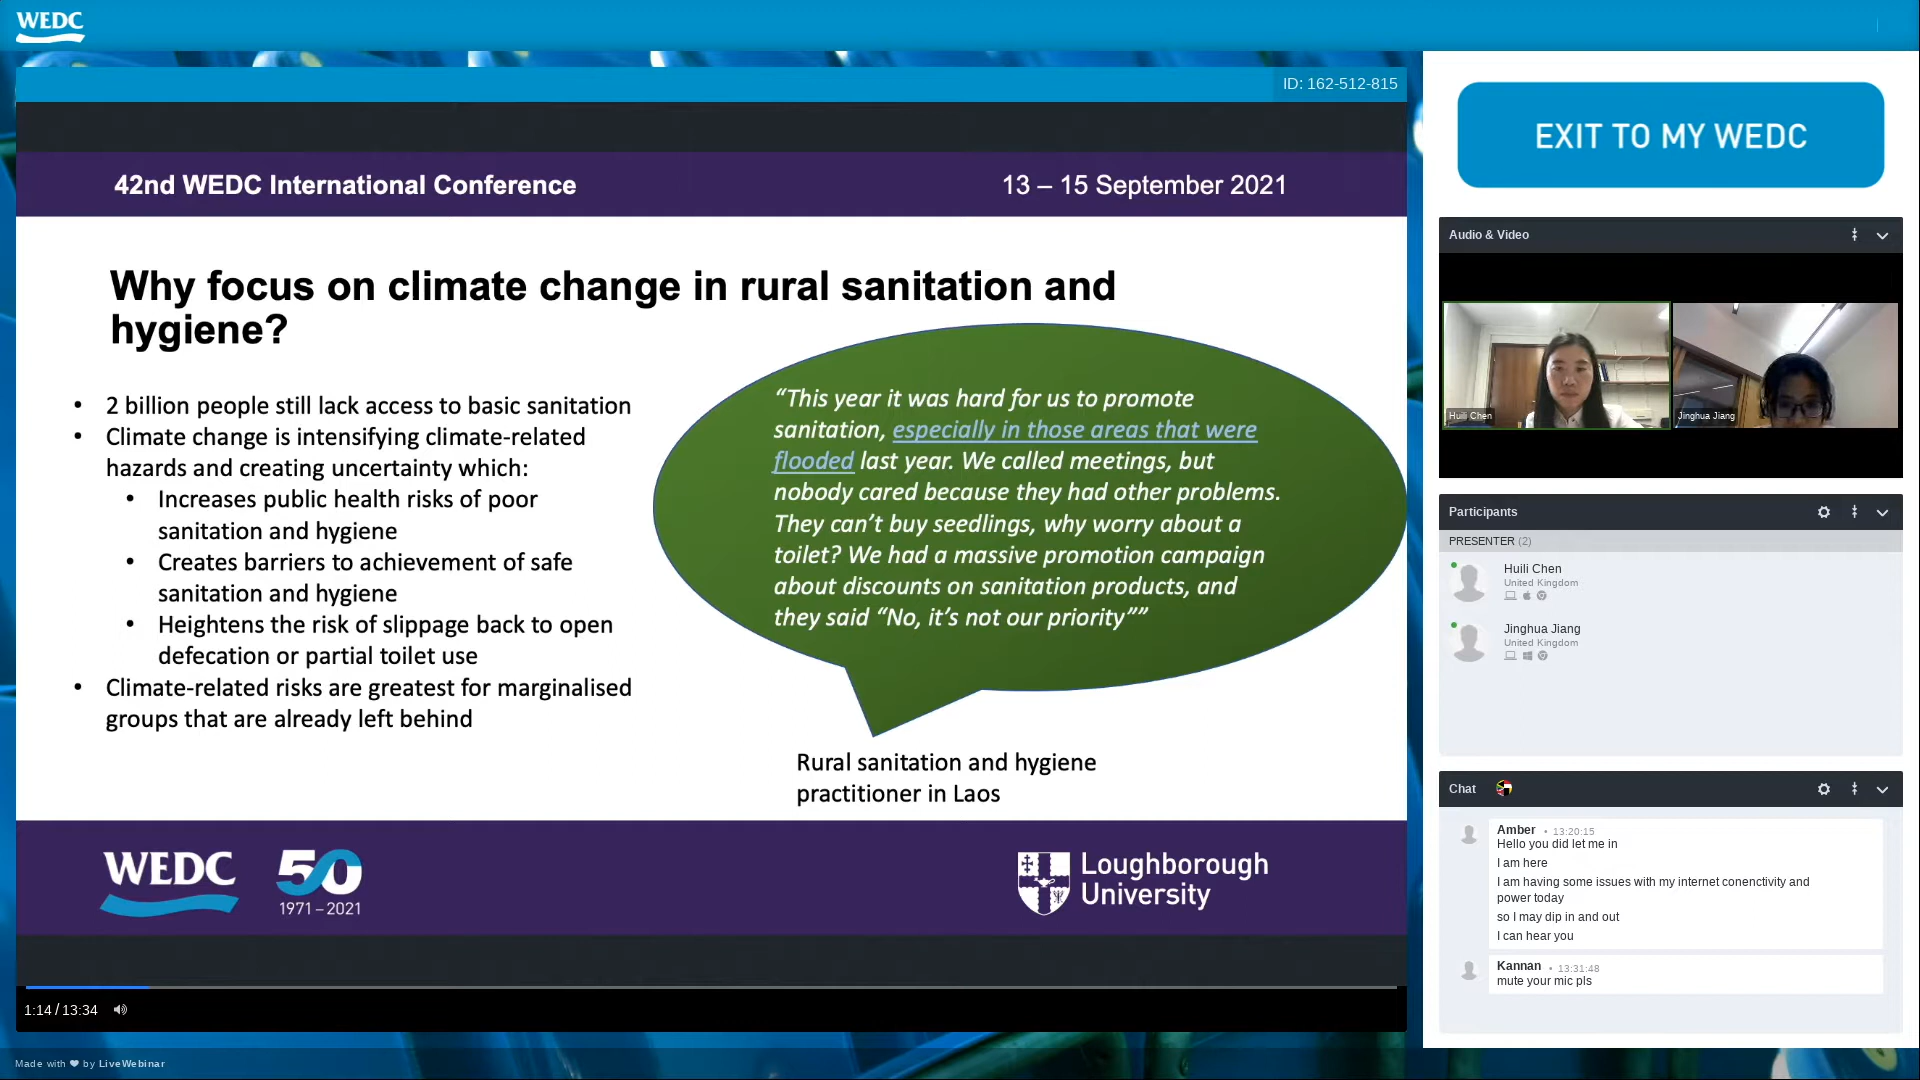 WEDC
ID: 162-512-815
42nd WEDC International Conference
13 – 15 September 2021
Why focus on climate change in rural sanitation and
hygiene?
• 2 billion people still lack access to basic sanitation
• Climate change is intensifying climate-related
hazards and creating uncertainty which:
• Increases public health risks of poor
sanitation and hygiene
• Creates barriers to achievement of safe
sanitation and hygiene
• Heightens the risk of slippage back to open
defecation or partial toilet use
• Climate-related risks are greatest for marginalised
groups that are already left behind
“This year it was hard for us to promote
sanitation, especially in those areas that were
flooded last year. We called meetings, but
nobody cared because they had other problems.
They can’t buy seedlings, why worry about a
toilet? We had a massive promotion campaign
about discounts on sanitation products, and
they said “No, it’s not our priority””
Rural sanitation and hygiene
practitioner in Laos
WEDC
50
1971 – 2021
Loughborough
University
1:14 / 13:34
Made with ❤ by LiveWebinar
EXIT TO MY WEDC
Audio & Video
Huili Chen
Jinghua Jiang
Participants
PRESENTER (2)
Huili Chen
United Kingdom
Jinghua Jiang
United Kingdom
Chat
Amber • 13:20:15
Hello you did let me in
I am here
I am having some issues with my internet conenctivity and
power today
so I may dip in and out
I can hear you
Kannan • 13:31:48
mute your mic pls